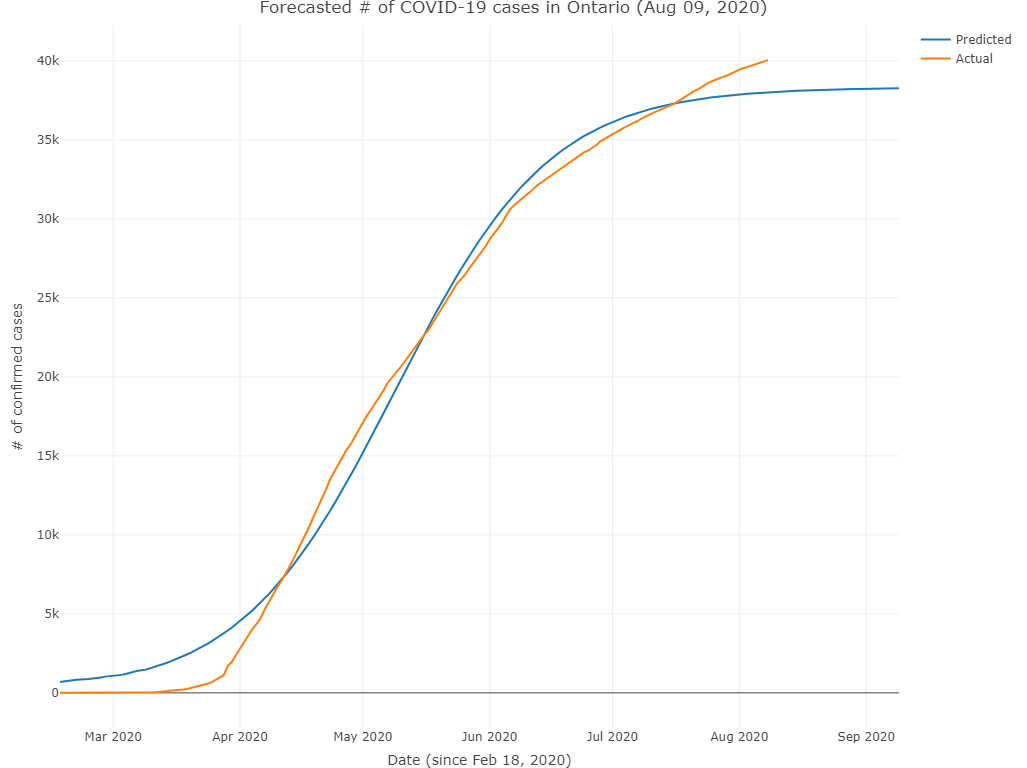 Forecasted # of COVID-19 cases in Ontario (Aug 09, 2020)
Predicted
Actual
40k
35k
30k
25k
20k
15k
10k
5k
0
# of confirmed cases
Mar 2020
Apr 2020
May 2020
Jun 2020
Jul 2020
Aug 2020
Sep 2020
Date (since Feb 18, 2020)